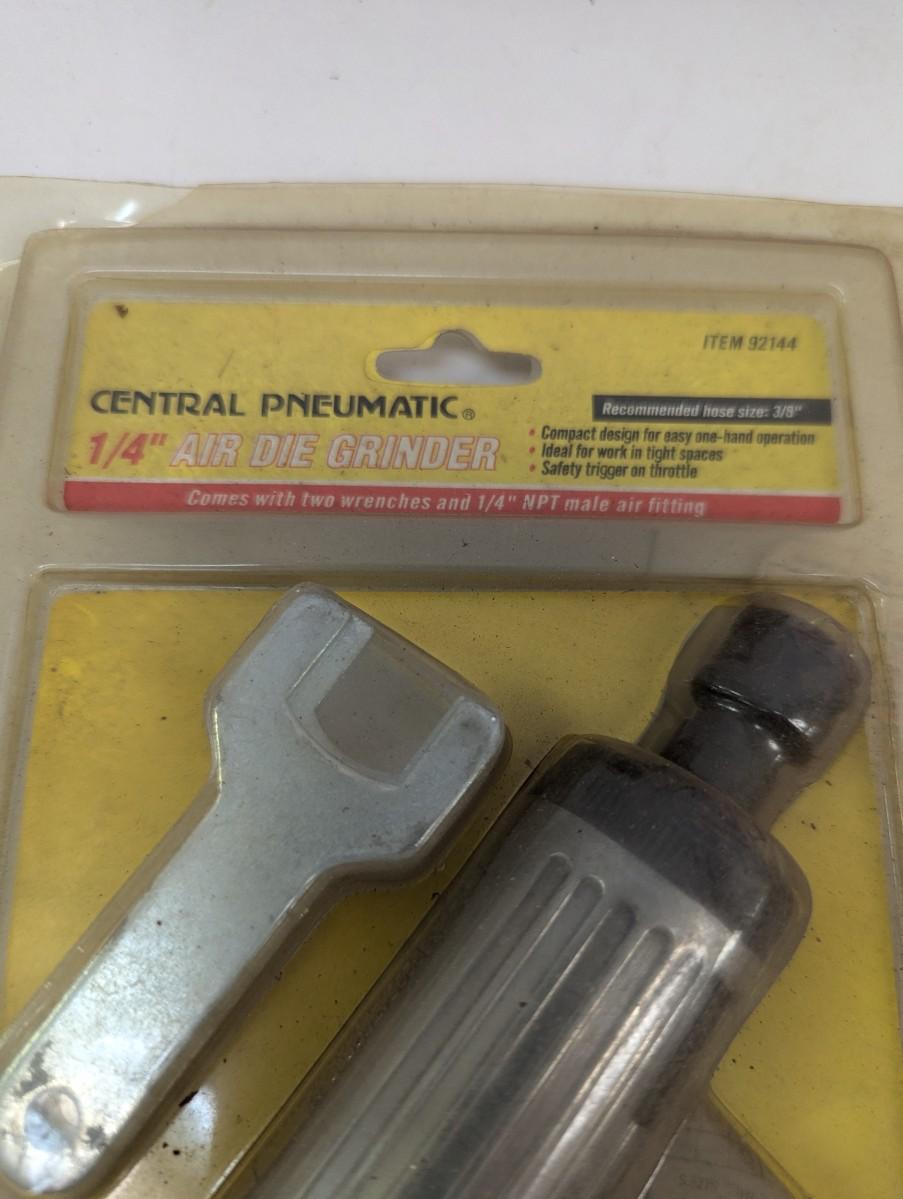 ITEM 92144
CENTRAL PNEUMATIC®
1/4" AIR DIE GRINDER
Recommended hose size: 3/8"
• Compact design for easy one-hand operation
• Ideal for work in tight spaces
• Safety trigger on throttle
Comes with two wrenches and 1/4" NPT male air fitting